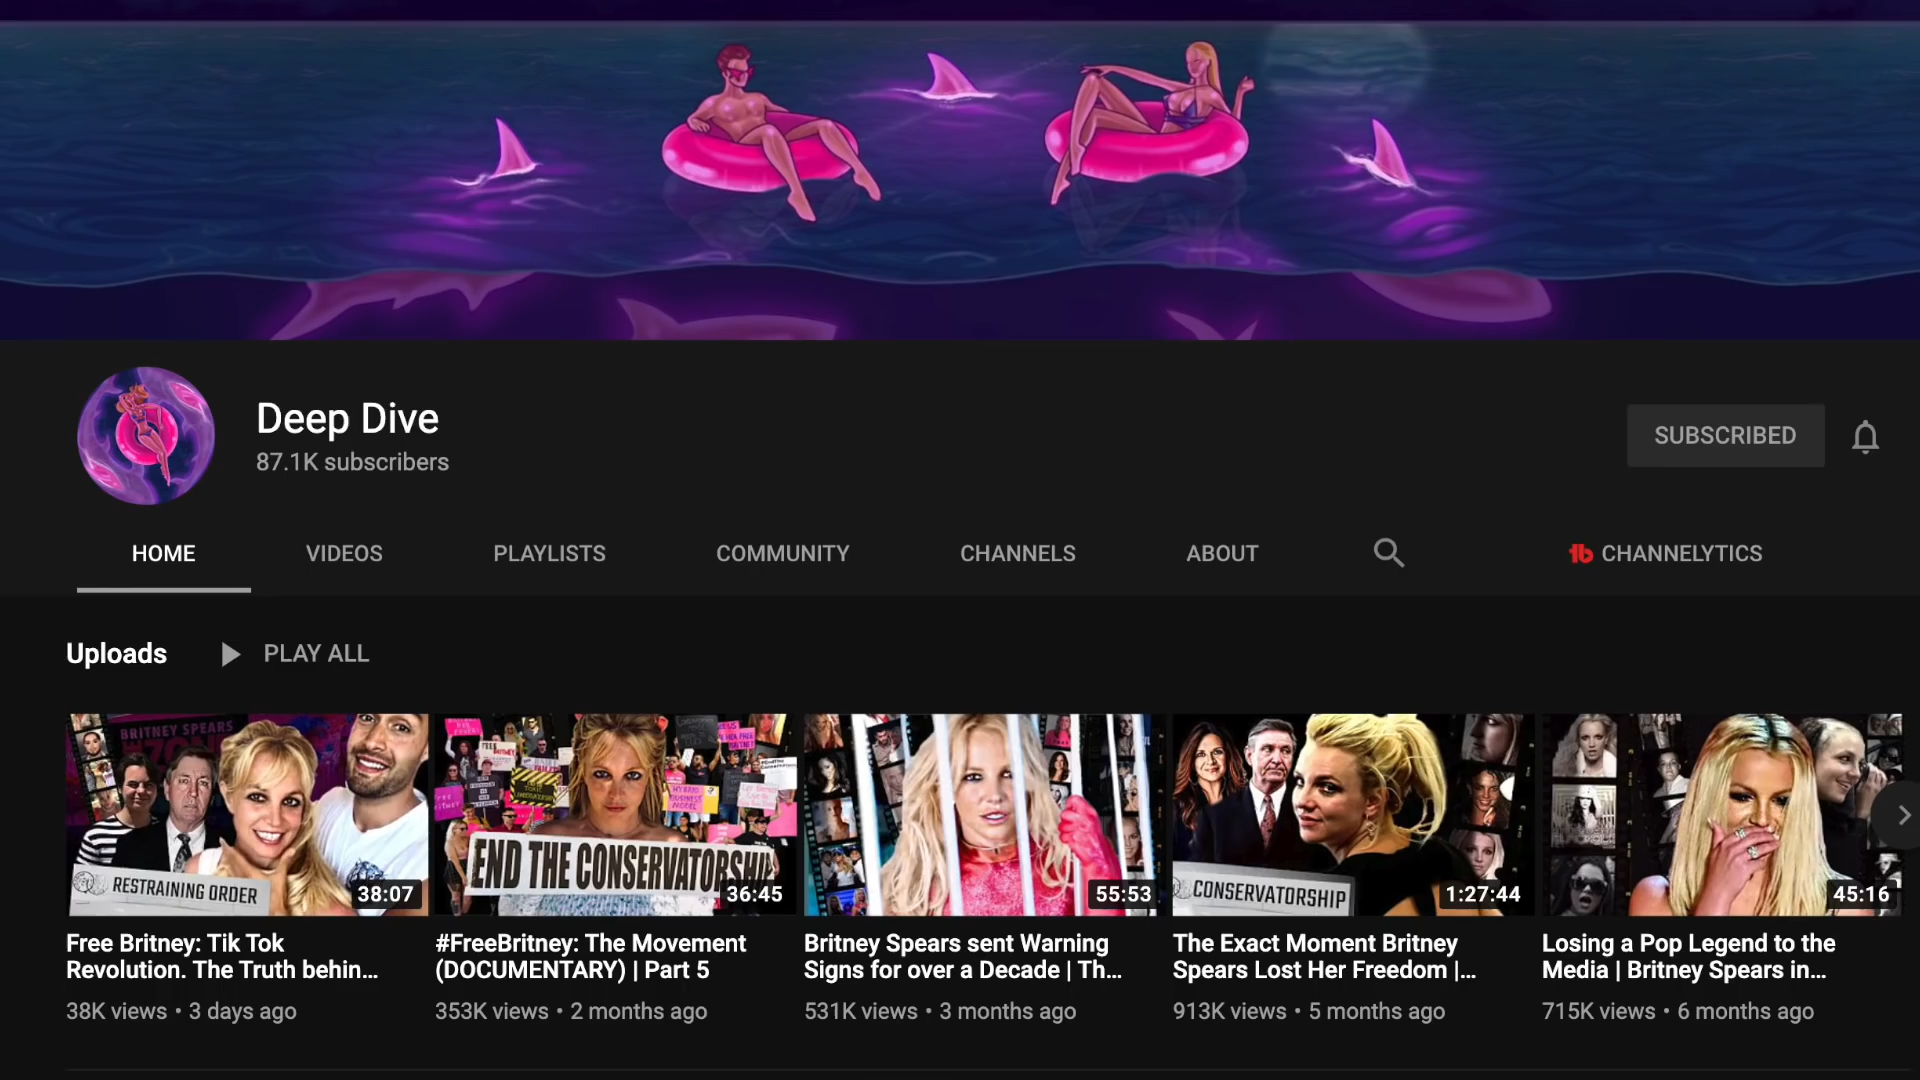 Deep Dive
87.1K subscribers
SUBSCRIBED
HOME
VIDEOS
PLAYLISTS
COMMUNITY
CHANNELS
ABOUT
CHANNELYTICS
Uploads
PLAY ALL
BRITNEY SPEARS
RESTRAINING ORDER
38:07
END THE CONSERVATORSHIP
36:45
55:53
CONSERVATORSHIP
1:27:44
45:16
Free Britney: Tik Tok
Revolution. The Truth behin...
38K views • 3 days ago
#FreeBritney: The Movement
(DOCUMENTARY) | Part 5
353K views • 2 months ago
Britney Spears sent Warning
Signs for over a Decade | Th...
531K views • 3 months ago
The Exact Moment Britney
Spears Lost Her Freedom |...
913K views • 5 months ago
Losing a Pop Legend to the
Media | Britney Spears in...
715K views • 6 months ago